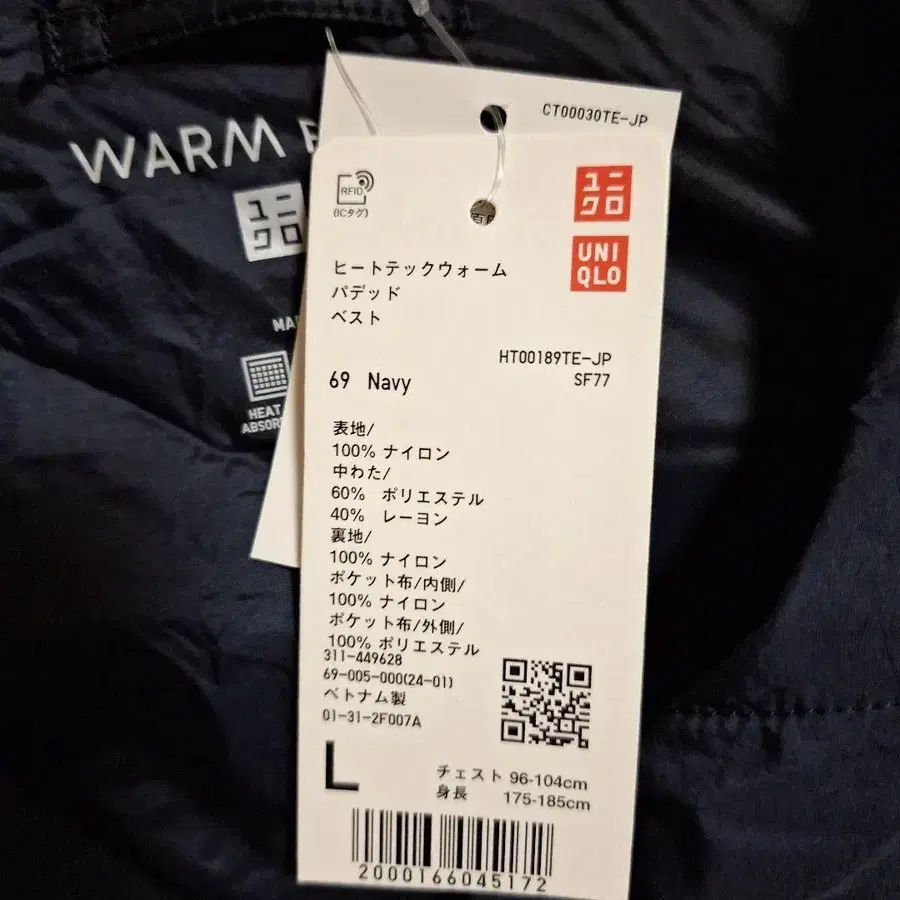 CT00030TE-JP
WARM
ユニ
クロ
MA
HEAT
ABSOR
RFID
(ICタグ)
ユニ
クロ
UNI
QLO
ヒートテックウォーム
パデッド
ベスト
HT00189TE-JP
SF77
69 Navy
表地/
100% ナイロン
中わた/
60% ポリエステル
40% レーヨン
裏地/
100% ナイロン
ポケット布/内側/
100% ナイロン
ポケット布/外側/
100% ポリエステル
311-449628
69-005-000(24-01)
ベトナム製
01-31-2F007A
L
チェスト 96-104cm
身長 175-185cm
2000166045172